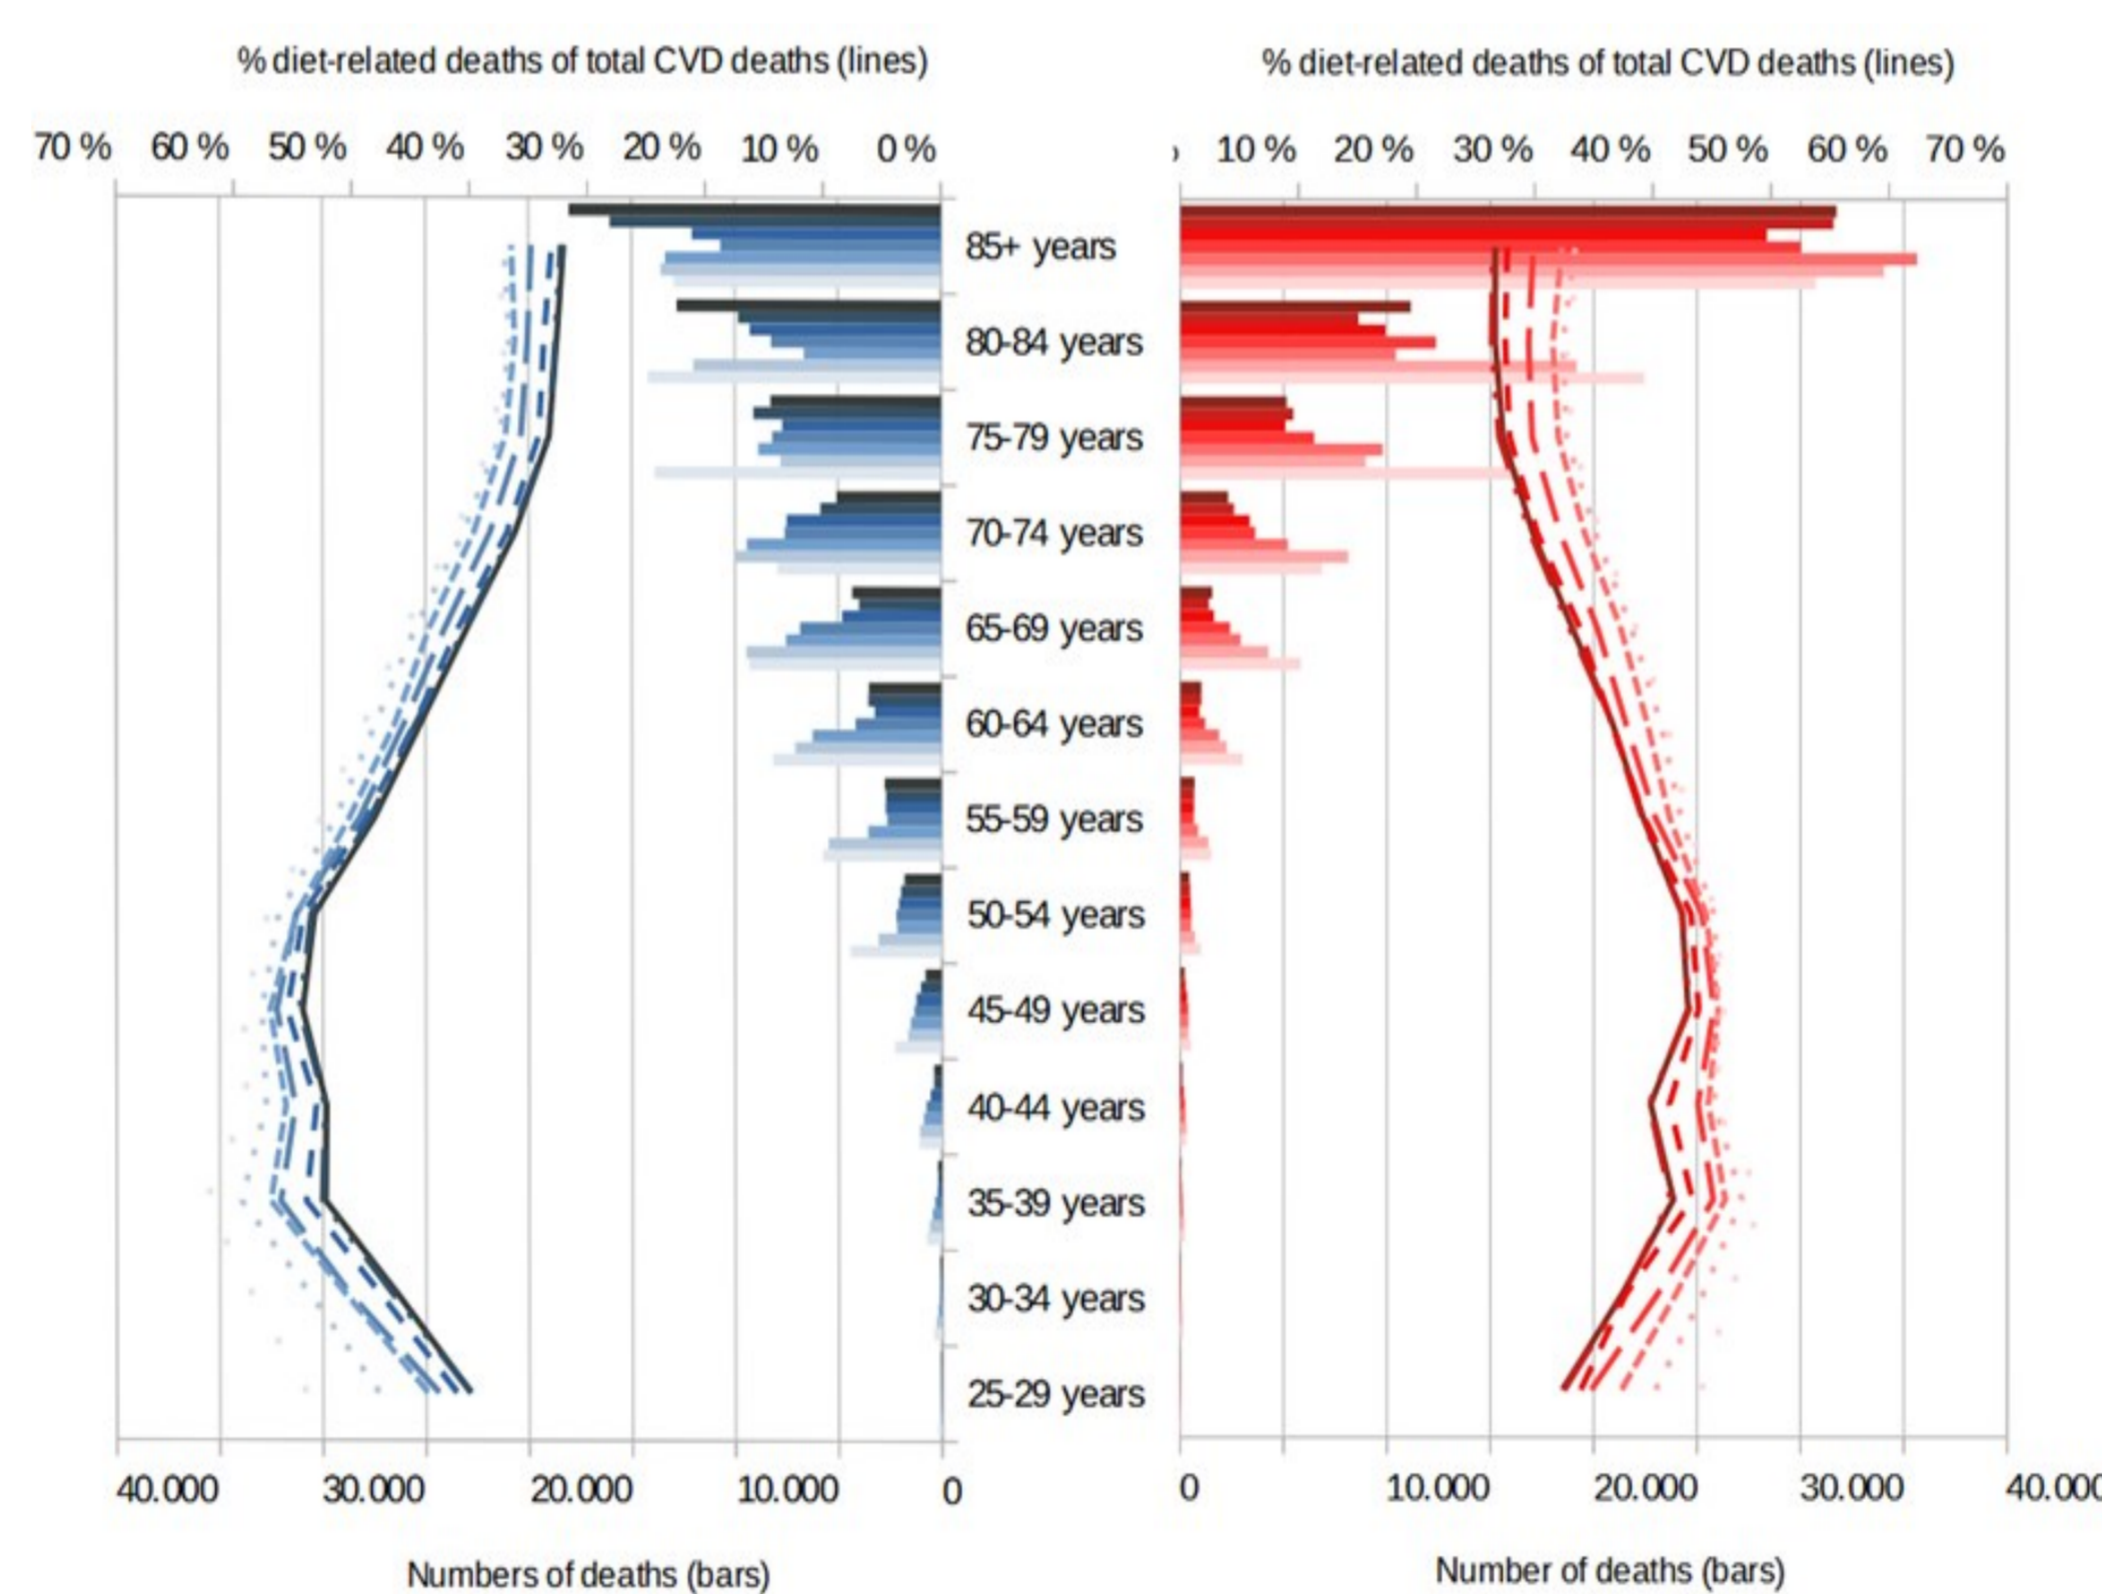 % diet-related deaths of total CVD deaths (lines)
% diet-related deaths of total CVD deaths (lines)
70 % 60 % 50 % 40 % 30 % 20 % 10 % 0 %
10 % 20 % 30 % 40 % 50 % 60 % 70 %
85+ years
80-84 years
75-79 years
70-74 years
65-69 years
60-64 years
55-59 years
50-54 years
45-49 years
40-44 years
35-39 years
30-34 years
25-29 years
40.000 30.000 20.000 10.000 0
0 10.000 20.000 30.000 40.000
Numbers of deaths (bars)
Number of deaths (bars)